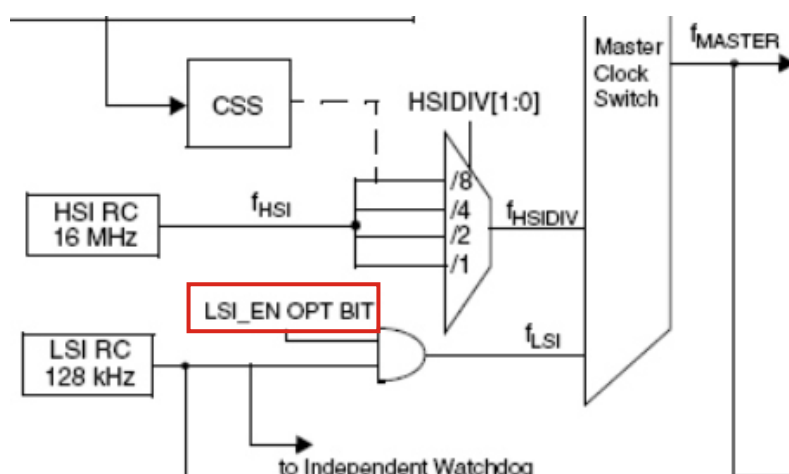 Master
Clock
Switch
fMASTER
CSS
HSIDIV[1:0]
/8
/4
/2
/1
HSI RC
16 MHz
fHSI
fHSIDIV
LSI_EN OPT BIT
LSI RC
128 kHz
fLSI
to Independent Watchdog